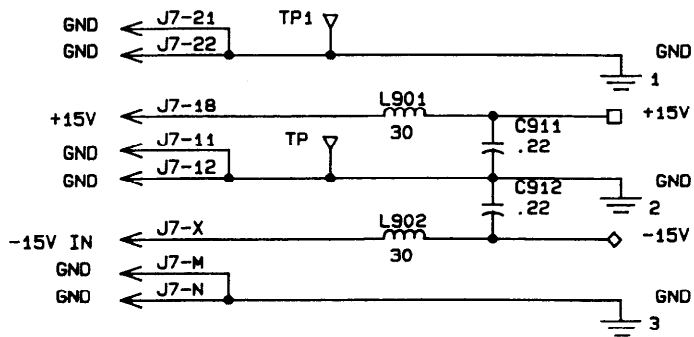 GND J7-21 TP1
GND J7-22 GND
1
+15V J7-18 L901 +15V
30 C911
GND J7-11 TP .22
GND J7-12 GND
C912
.22 2
-15V IN J7-X L902 -15V
30
GND J7-M
GND J7-N GND
3